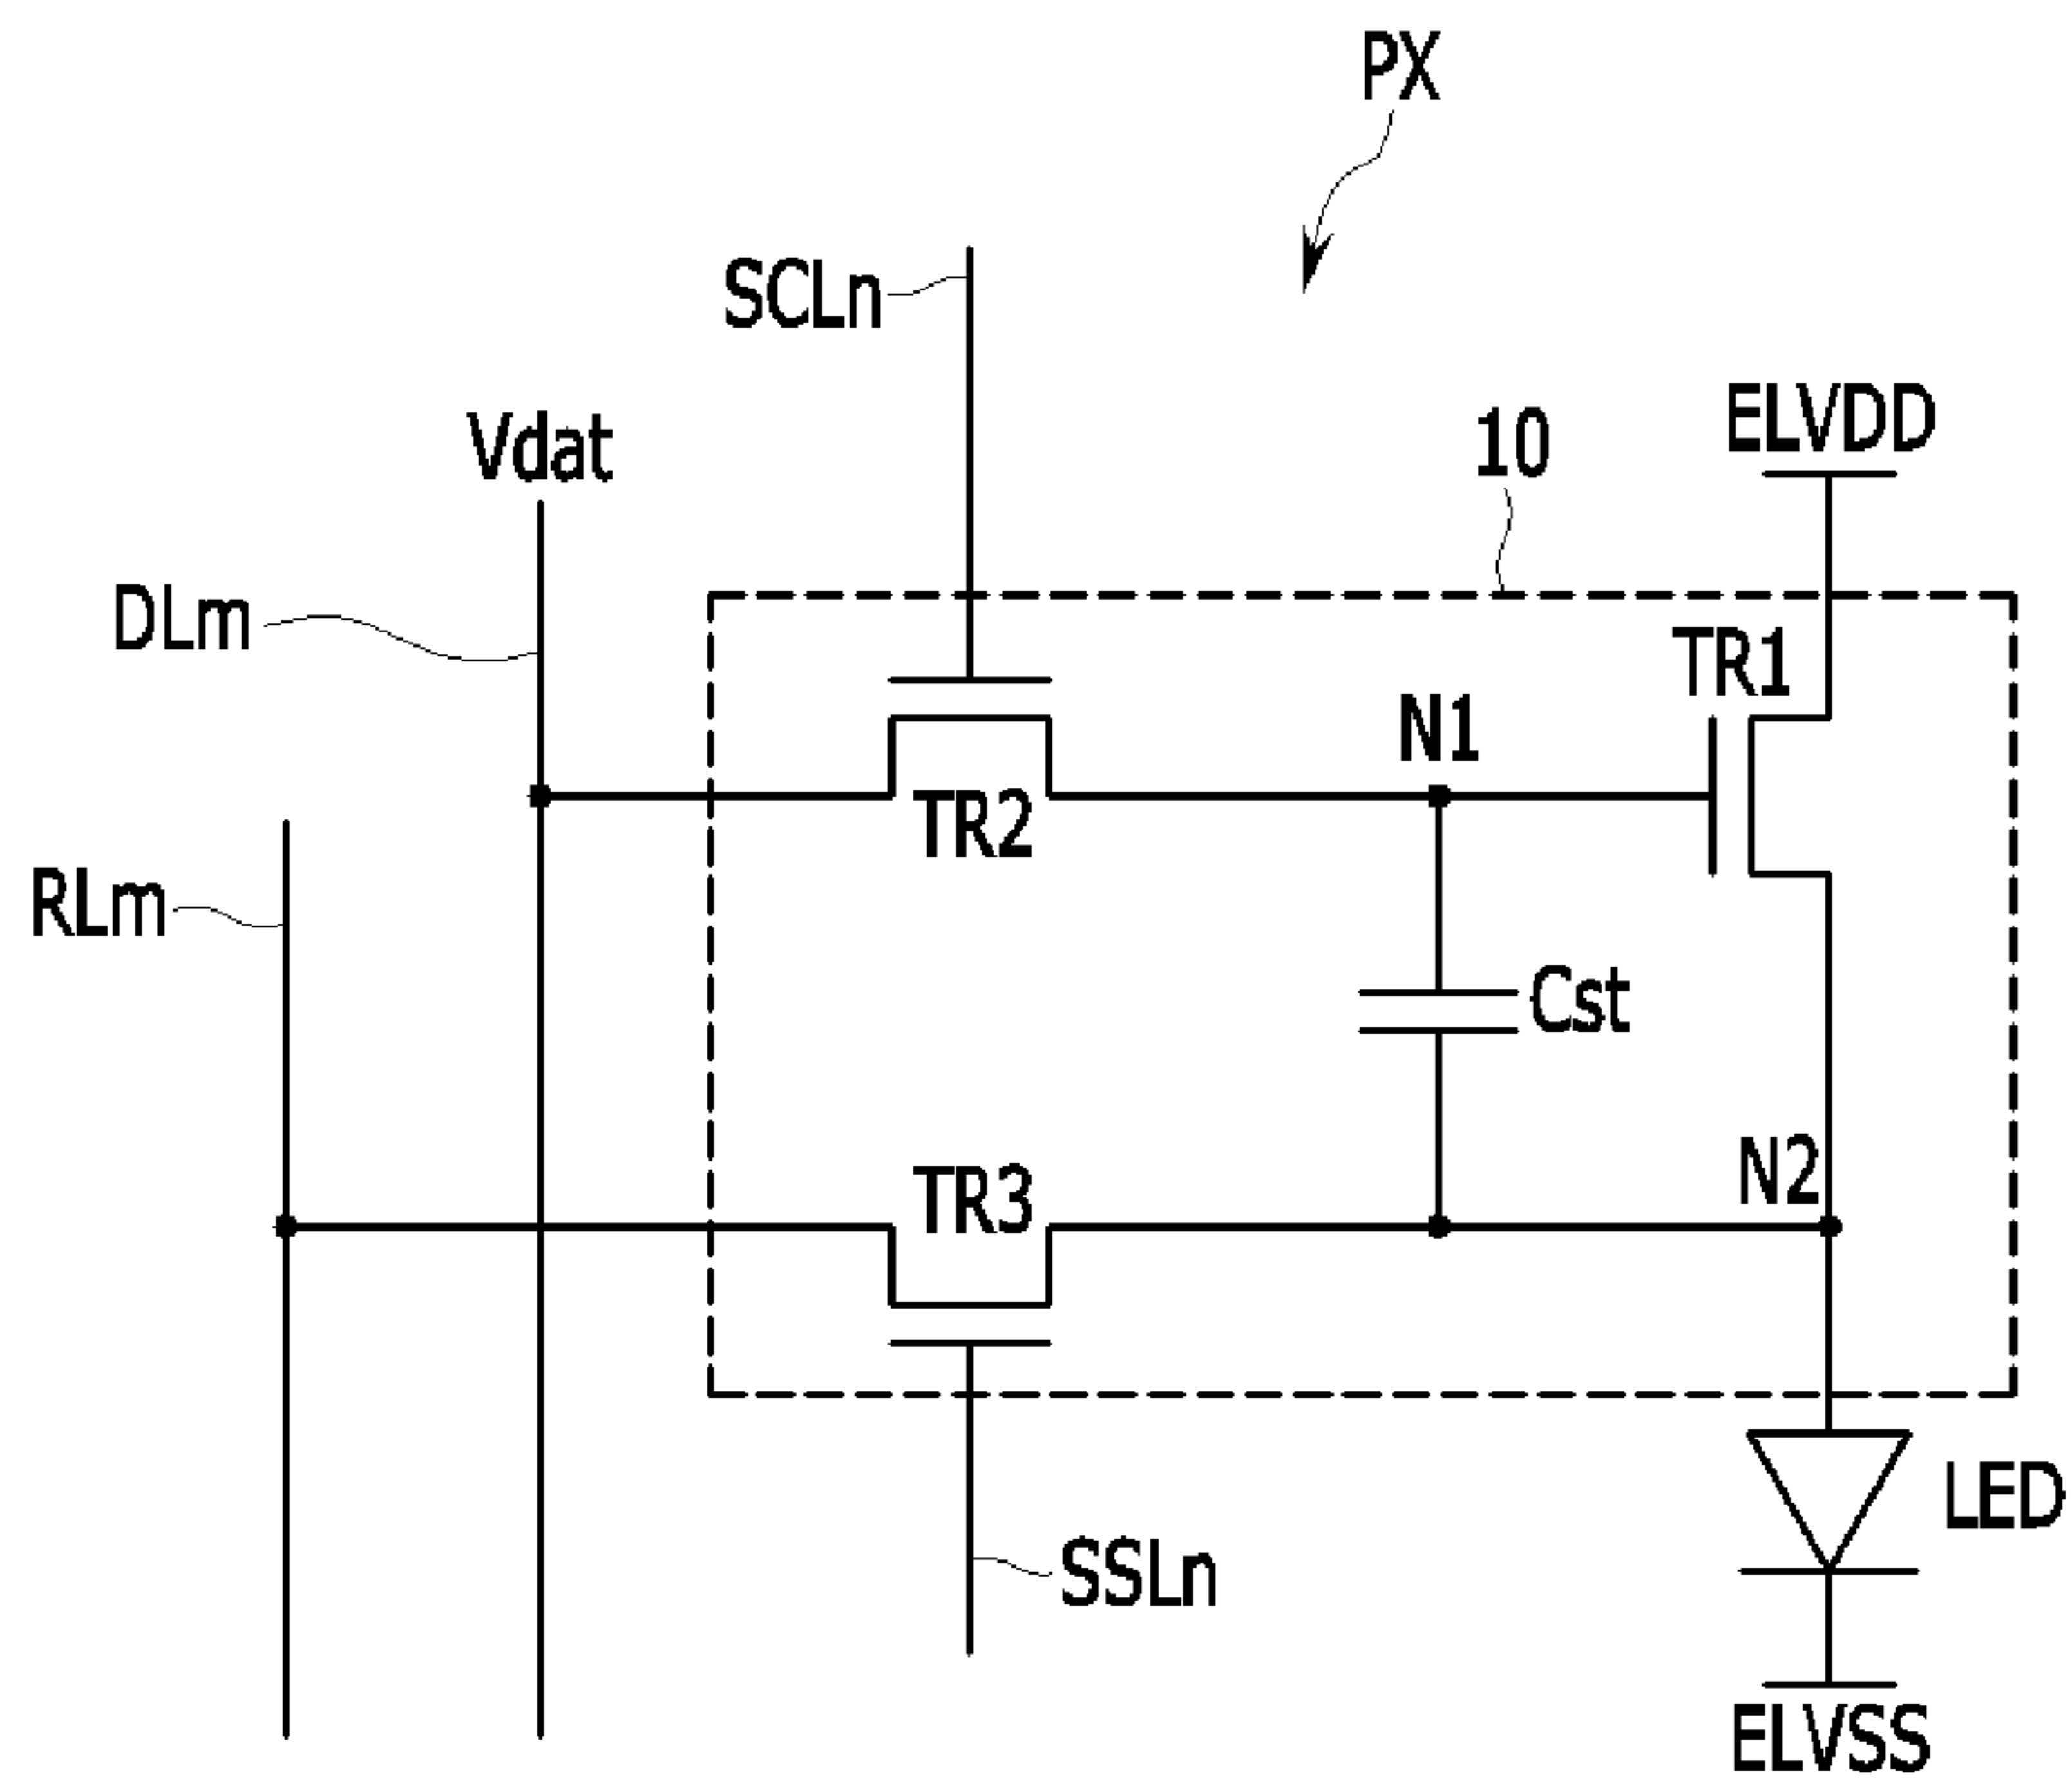 PX
SCLn
ELVDD
Vdat
10
DLm
TR1
N1
TR2
RLm
Cst
N2
TR3
LED
SSLn
ELVSS